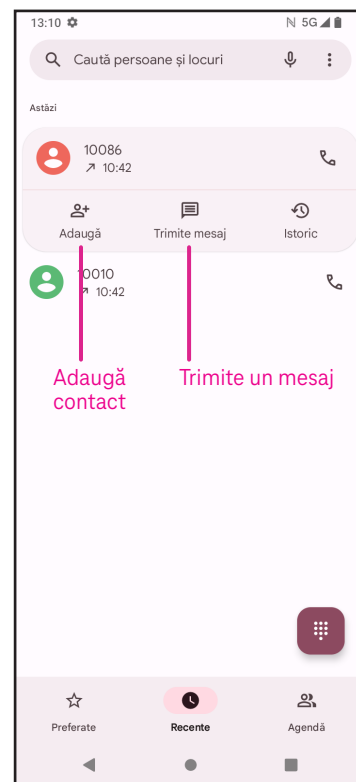 13:10 5G
Caută persoane și locuri
Astăzi
10086
10:42
Adaugă Trimite mesaj Istoric
10010
10:42
Adaugă
contact
Trimite un mesaj
Preferate Recente Agendă